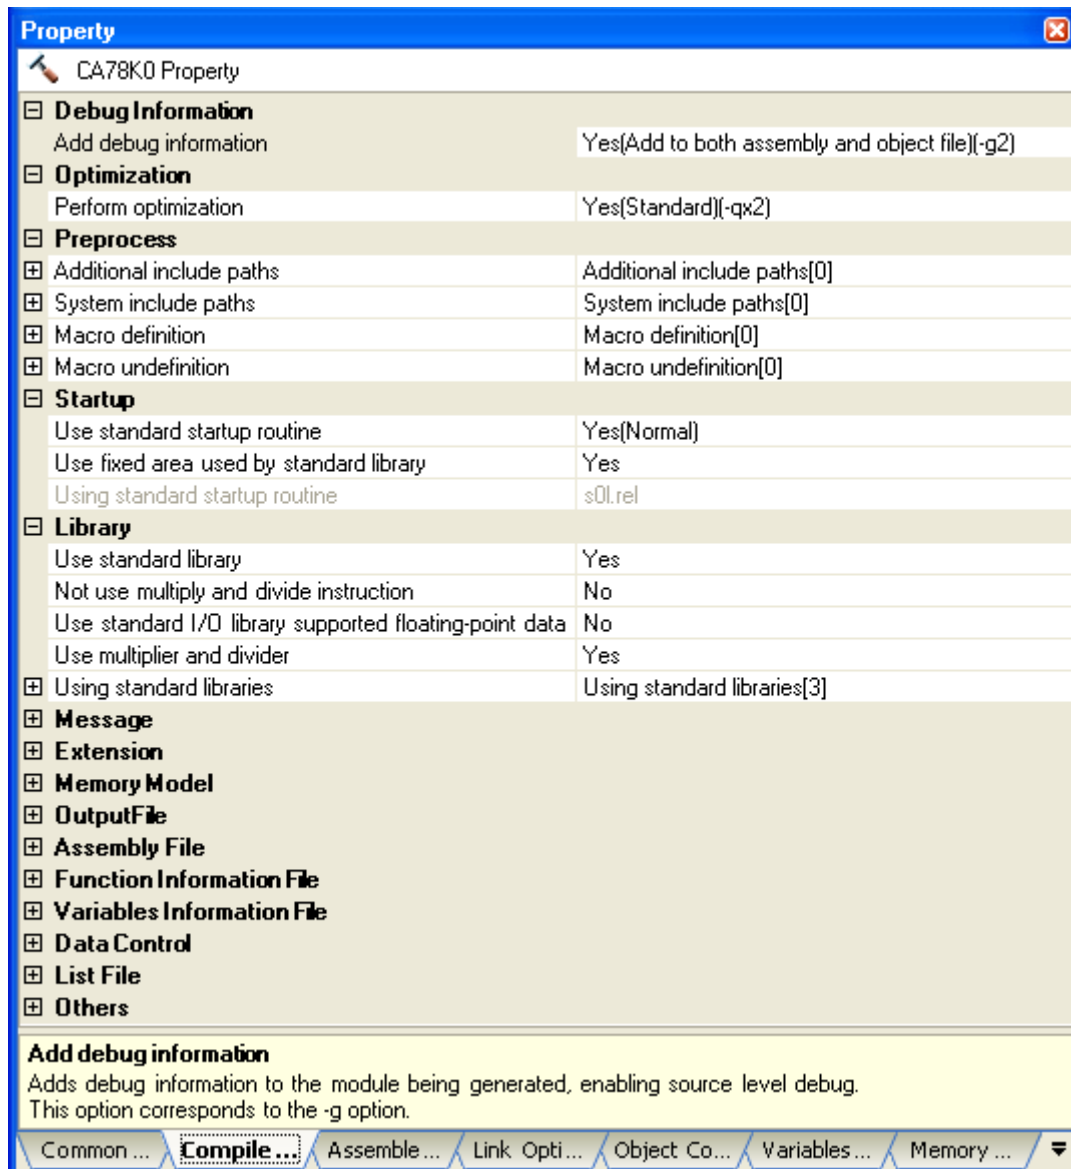 Property
CA78K0 Property
Debug Information
Add debug information Yes(Add to both assembly and object file)(-g2)
Optimization
Perform optimization Yes(Standard)(-qx2)
Preprocess
Additional include paths Additional include paths[0]
System include paths System include paths[0]
Macro definition Macro definition[0]
Macro undefinition Macro undefinition[0]
Startup
Use standard startup routine Yes(Normal)
Use fixed area used by standard library Yes
Using standard startup routine s0l.rel
Library
Use standard library Yes
Not use multiply and divide instruction No
Use standard I/O library supported floating-point data No
Use multiplier and divider Yes
Using standard libraries Using standard libraries[3]
Message
Extension
Memory Model
OutputFile
Assembly File
Function Information File
Variables Information File
Data Control
List File
Others
Add debug information
Adds debug information to the module being generated, enabling source level debug.
This option corresponds to the -g option.
Common ... Compile ... Assemble ... Link Opti... Object Co... Variables ... Memory ...